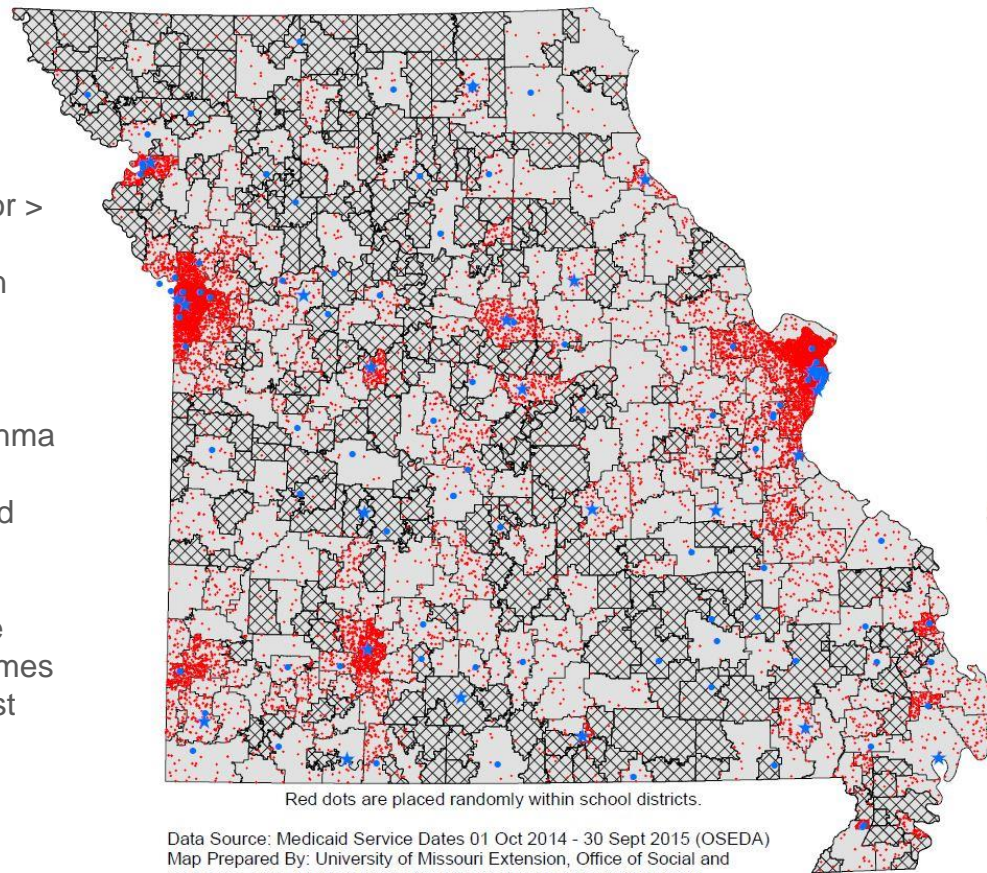 or >
n
nma
d
e
mes
st
Red dots are placed randomly within school districts.
Data Source: Medicaid Service Dates 01 Oct 2014 - 30 Sept 2015 (OSEDA)
Map Prepared By: University of Missouri Extension, Office of Social and